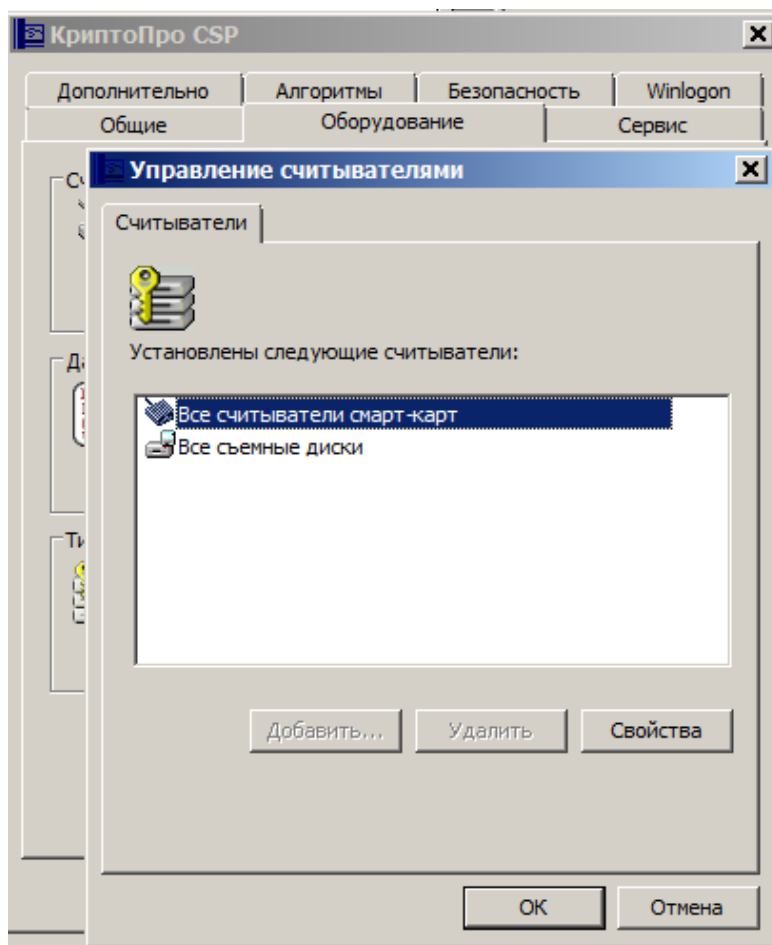 КриптоПро CSP
Дополнительно Алгоритмы Безопасность Winlogon
Общие Оборудование Сервис
Управление считывателями
Считыватели
Установлены следующие считыватели:
Все считыватели смарт-карт
Все съемные диски
Добавить... Удалить Свойства
ОК Отмена